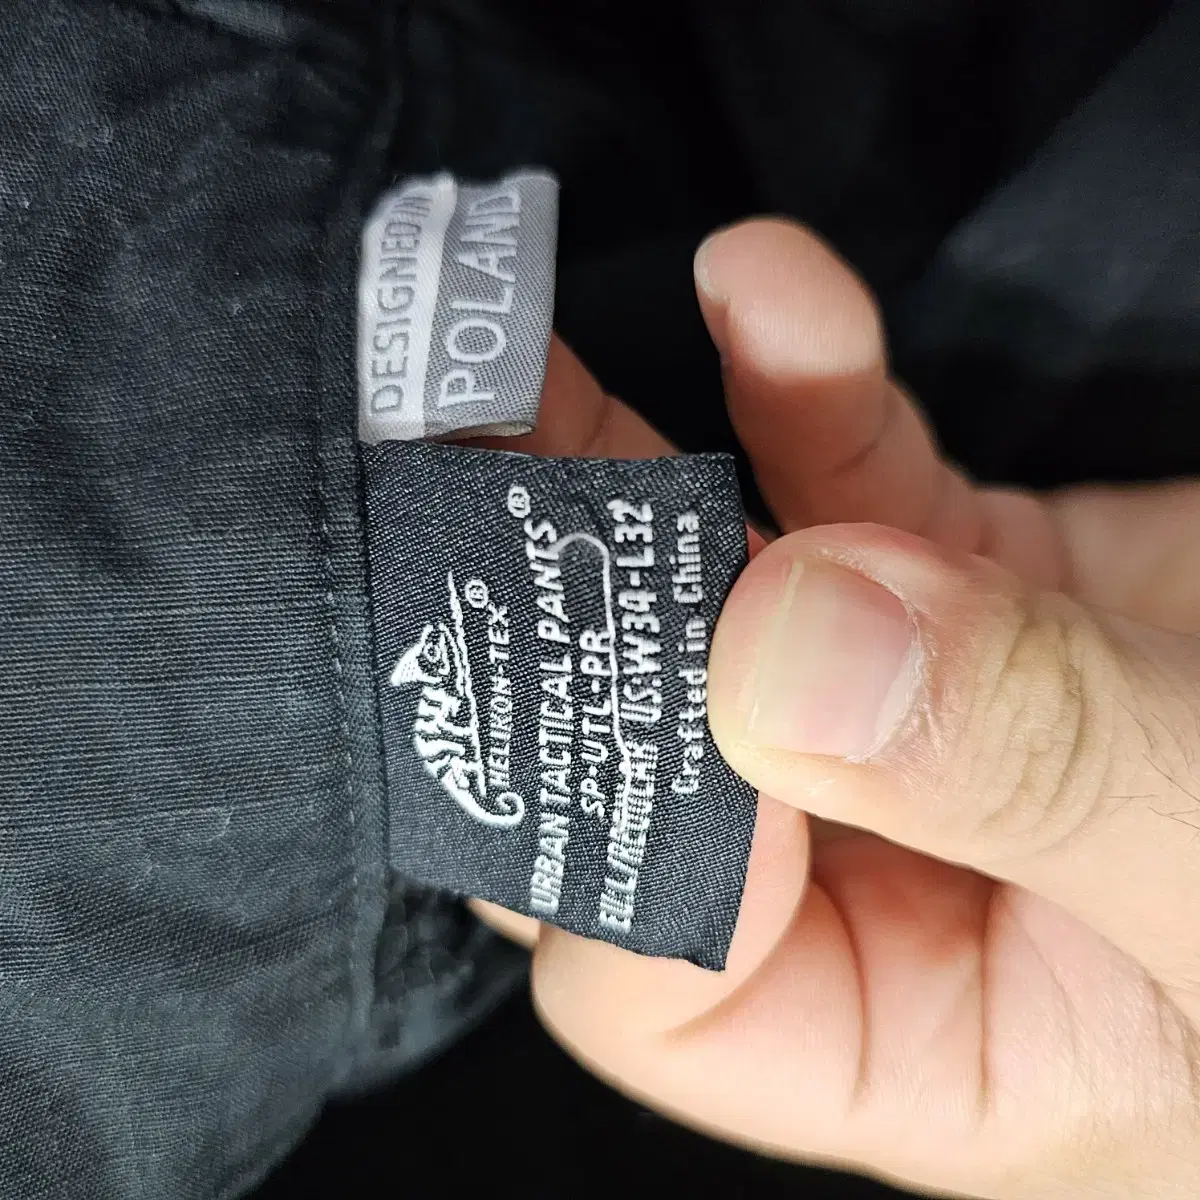 DESIGNED IN
POLAND
HELIKON-TEX®
URBAN TACTICAL PANTS®
SP-UTL-PR
US:W34-L32
Crafted in China